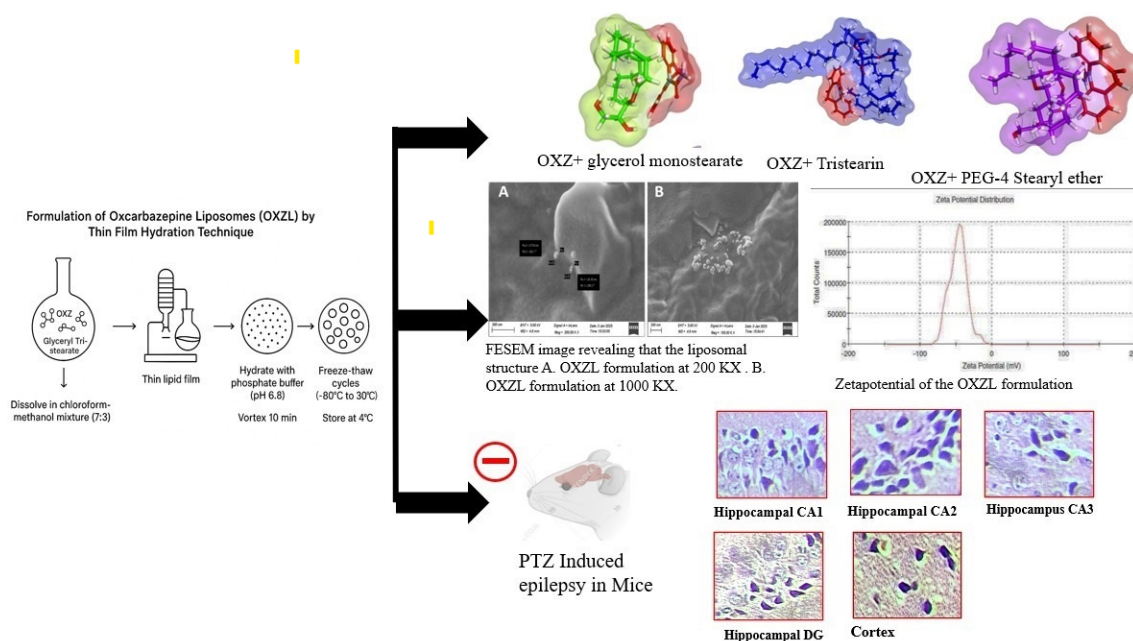 OXZ+ glycerol monostearate
OXZ+ Tristearin
OXZ+ PEG-4 Stearyl ether
Formulation of Oxcarbazepine Liposomes (OXZL) by
Thin Film Hydration Technique
OXZ
Glyceryl Tri-
stearate
Dissolve in chloroform-
methanol mixture (7:3)
Thin lipid film
Hydrate with
phosphate buffer
(pH 6.8)
Vortex 10 min
Freeze-thaw
cycles
(-80°C to 30°C)
Store at 4°C
A
B
FESEM image revealing that the liposomal
structure A. OXZL formulation at 200 KX . B.
OXZL formulation at 1000 KX.
Zeta Potential Distribution
Total Counts
200000
150000
100000
50000
0
-200
-100
0
100
200
Zeta Potential (mV)
Zetapotential of the OXZL formulation
PTZ Induced
epilepsy in Mice
Hippocampal CA1
Hippocampal CA2
Hippocampus CA3
Hippocampal DG
Cortex